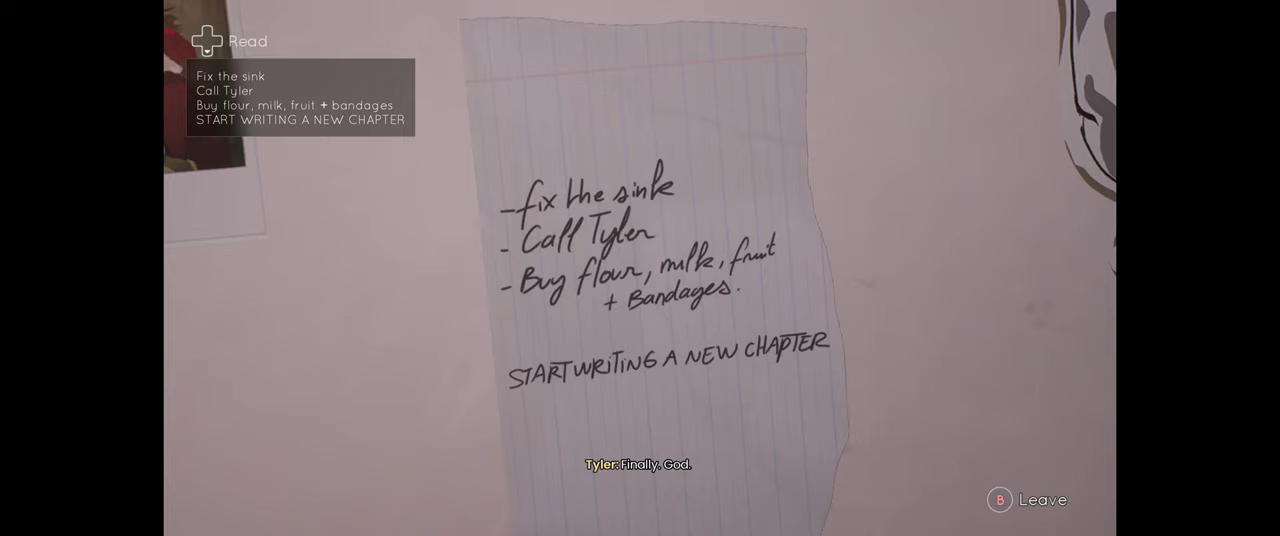 Read
Fix the sink
Call Tyler
Buy flour, milk, fruit + bandages
START WRITING A NEW CHAPTER
- fix the sink
- Call Tyler
- Buy flour, milk, fruit
+ Bandages.
START WRITING A NEW CHAPTER
Tyler: Finally. God.
B Leave